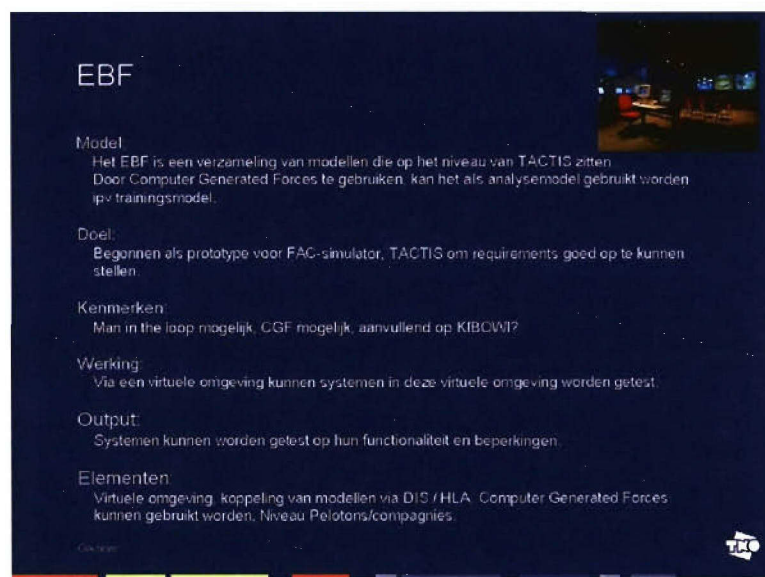 EBF
Model:
Het EBF is een verzameling van modellen die op het niveau van TACTIS zitten.
Door Computer Generated Forces te gebruiken, kan het als analysemodel gebruikt worden
ipv trainingsmodel.
Doel:
Begonnen als prototype voor FAC-simulator, TACTIS om requirements goed op te kunnen
stellen.
Kenmerken:
Man in the loop mogelijk, CGF mogelijk, aanvullend op KIBOWI?
Werking:
Via een virtuele omgeving kunnen systemen in deze virtuele omgeving worden getest.
Output:
Systemen kunnen worden getest op hun functionaliteit en beperkingen.
Elementen:
Virtuele omgeving, koppeling van modellen via DIS / HLA. Computer Generated Forces
kunnen gebruikt worden, Niveau Pelotons/compagnies.
TNO